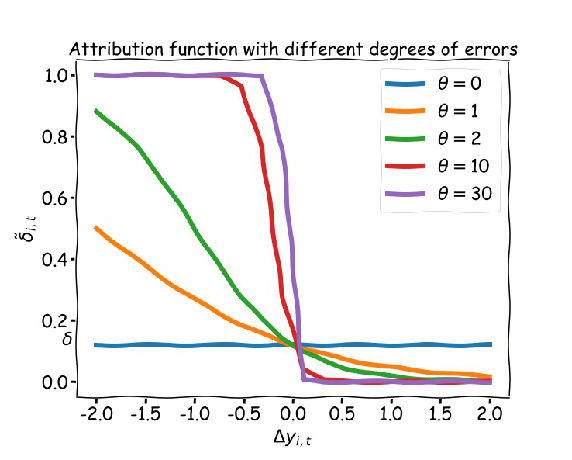 Attribution function with different degrees of errors
θ = 0
θ = 1
θ = 2
θ = 10
θ = 30
1.0
0.8
0.6
0.4
0.2
δ
0.0
δ̃ᵢ,ₜ
-2.0 -1.5 -1.0 -0.5 0.0 0.5 1.0 1.5 2.0
Δyᵢ,ₜ